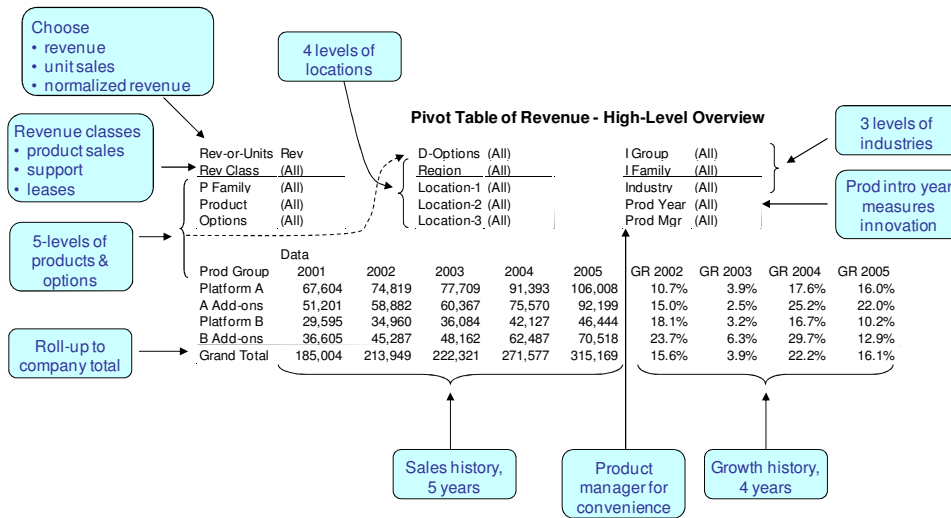 Choose
• revenue
• unit sales
• normalized revenue
4 levels of
locations
Pivot Table of Revenue - High-Level Overview
Revenue classes
• product sales
• support
• leases
3 levels of
industries
Prod intro year
measures
innovation
5-levels of
products &
options
Roll-up to
company total
Rev-or-Units Rev
Rev Class (All)
P Family (All)
Product (All)
Options (All)
D-Options (All)
Region (All)
Location-1 (All)
Location-2 (All)
Location-3 (All)
I Group (All)
I Family (All)
Industry (All)
Prod Year (All)
Prod Mgr (All)
Data
Prod Group 2001 2002 2003 2004 2005 GR 2002 GR 2003 GR 2004 GR 2005
Platform A 67,604 74,819 77,709 91,393 106,008 10.7% 3.9% 17.6% 16.0%
A Add-ons 51,201 58,882 60,367 75,570 92,199 15.0% 2.5% 25.2% 22.0%
Platform B 29,595 34,960 36,084 42,127 46,444 18.1% 3.2% 16.7% 10.2%
B Add-ons 36,605 45,287 48,162 62,487 70,518 23.7% 6.3% 29.7% 12.9%
Grand Total 185,004 213,949 222,321 271,577 315,169 15.6% 3.9% 22.2% 16.1%
Sales history,
5 years
Product
manager for
convenience
Growth history,
4 years